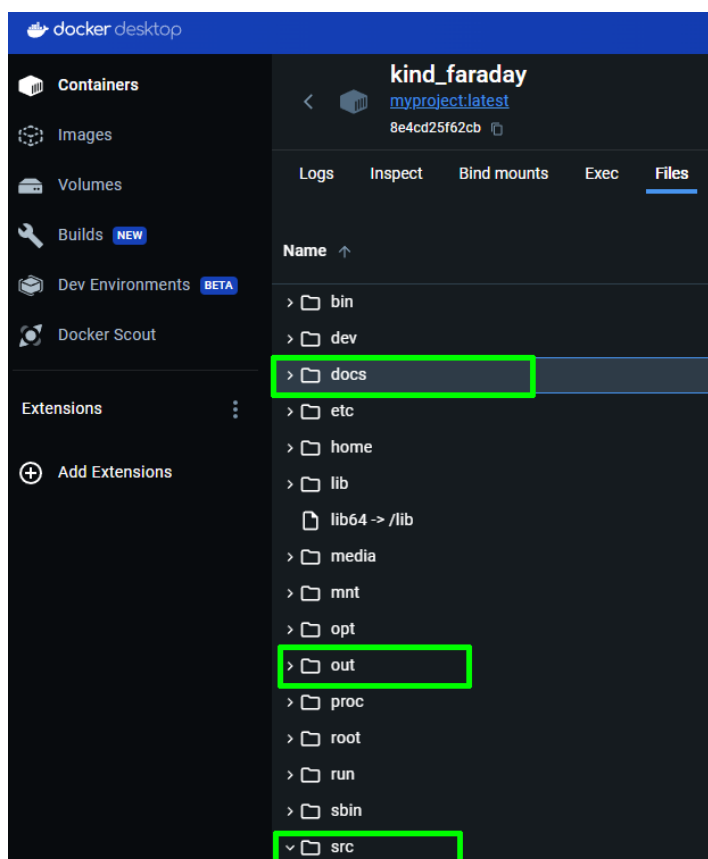 docker desktop
Containers
Images
Volumes
Builds NEW
Dev Environments BETA
Docker Scout
Extensions
Add Extensions
kind_faraday
myproject:latest
8e4cd25f62cb
Logs Inspect Bind mounts Exec Files
Name
bin
dev
docs
etc
home
lib
lib64 -> /lib
media
mnt
opt
out
proc
root
run
sbin
src